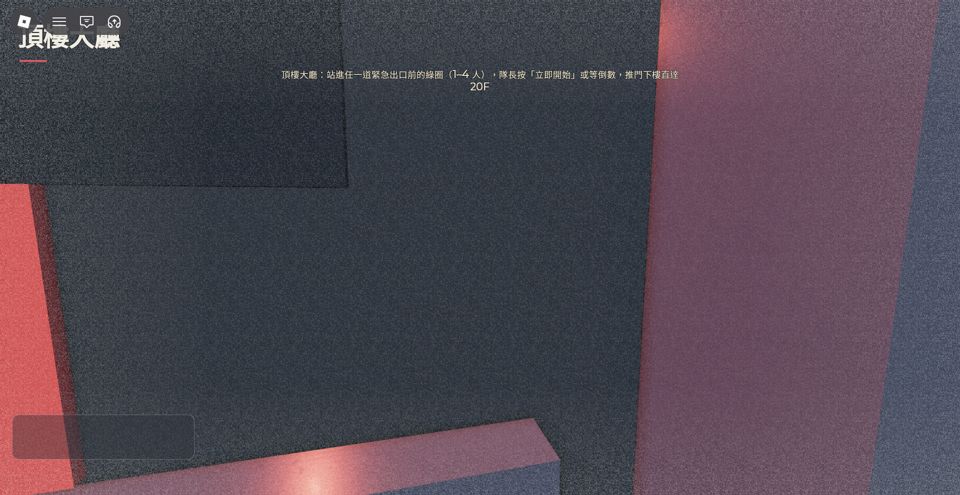 頂樓大廳
頂樓大廳：站進任一道緊急出口前的綠圈（1–4 人），隊長按「立即開始」或等倒數，推門下樓直達
20F